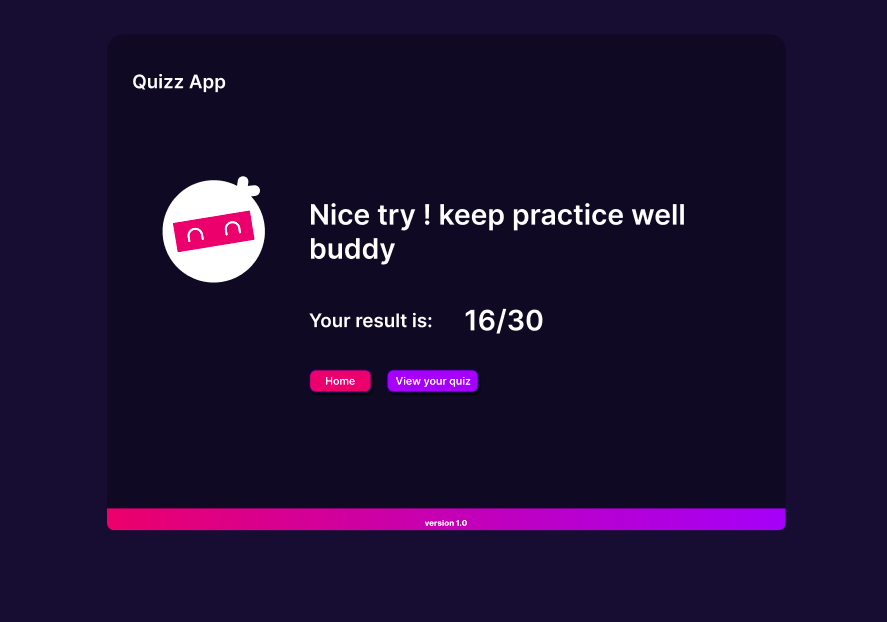 Quizz App
Nice try ! keep practice well
buddy
Your result is: 16/30
Home View your quiz
version 1.0